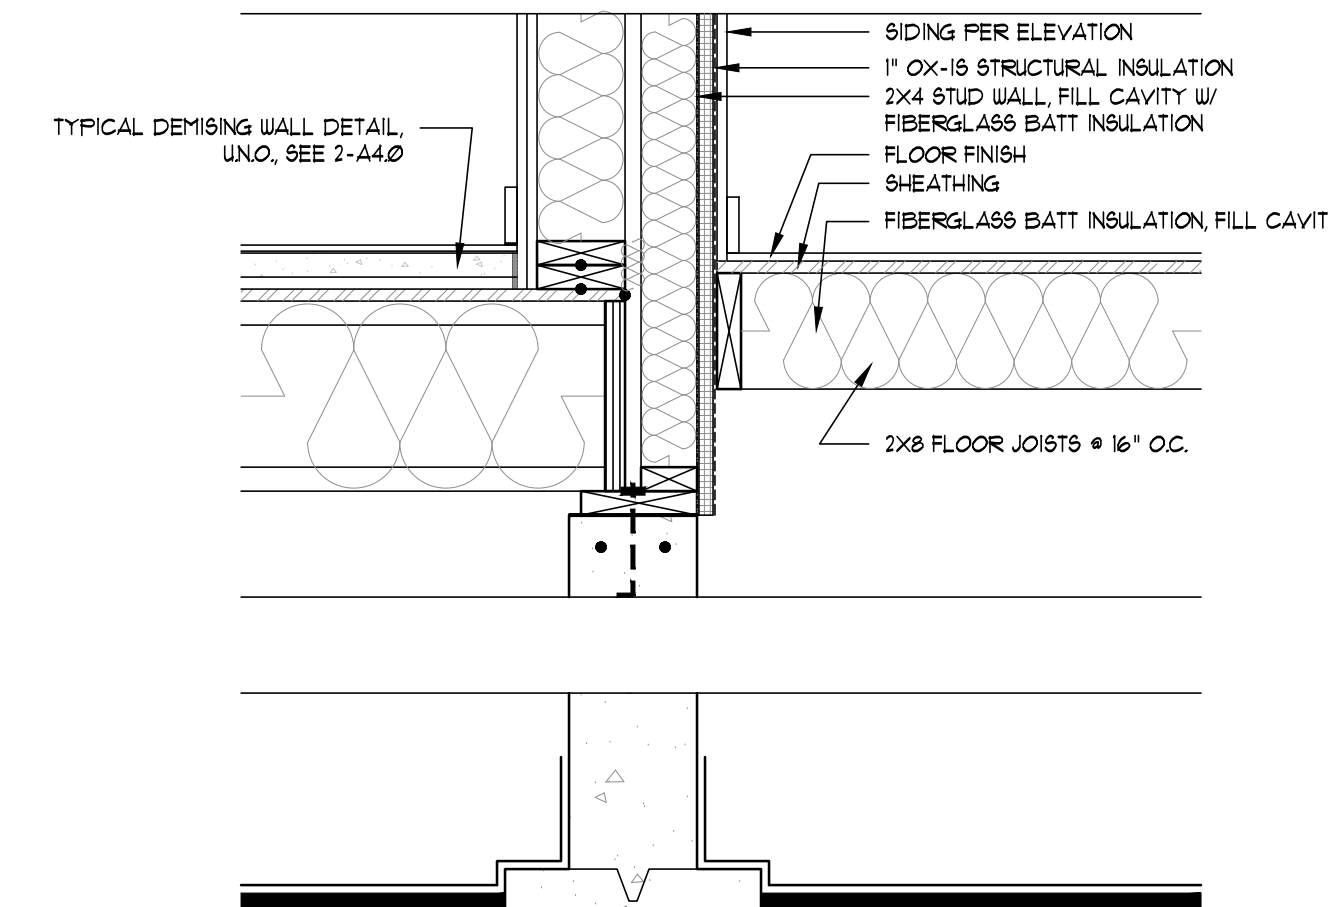 SIDING PER ELEVATION
1" OX-IS STRUCTURAL INSULATION
2X4 STUD WALL, FILL CAVITY W/
FIBERGLASS BATT INSULATION
TYPICAL DEMISING WALL DETAIL,
U.N.O., SEE 2-A4.0
FLOOR FINISH
SHEATHING
FIBERGLASS BATT INSULATION, FILL CAVIT
2X8 FLOOR JOISTS @ 16" O.C.